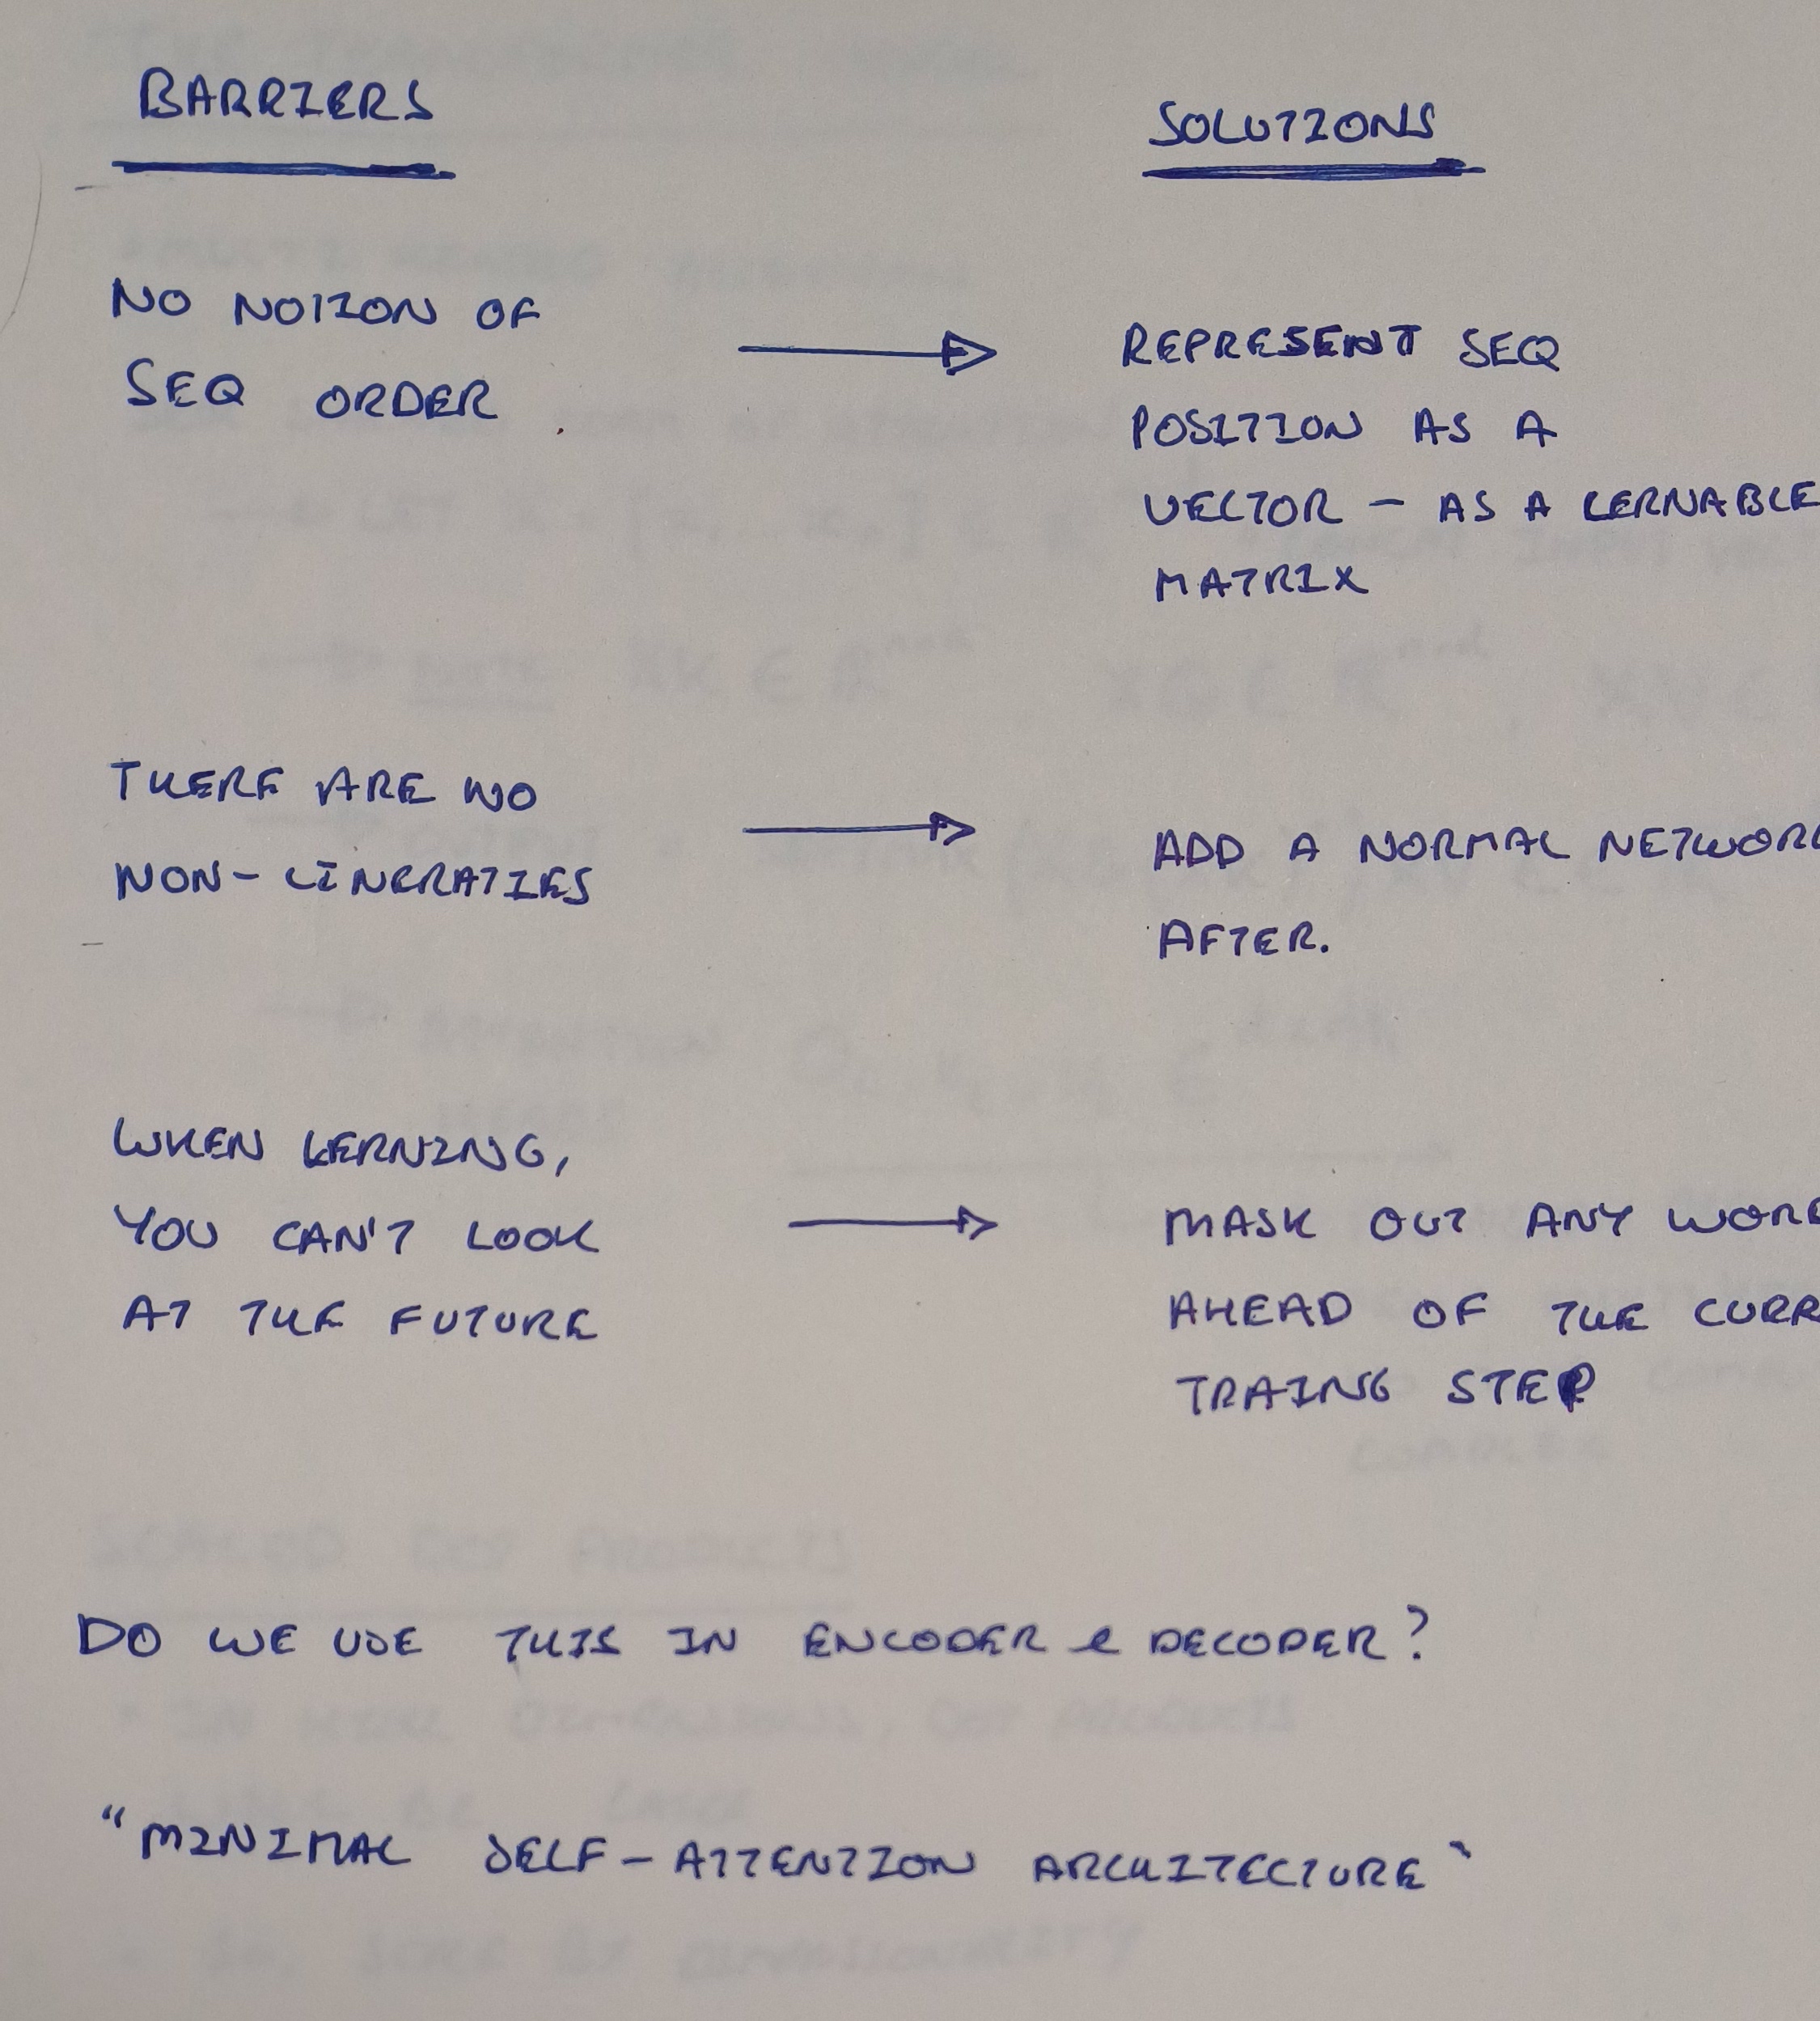 BARRIERS
SOLUTIONS
NO NOTION OF
SEQ ORDER
REPRESENT SEQ
POSITION AS A
VECTOR – AS A LERNABLE
MATRIX
THERE ARE NO
NON-LINERATIES
ADD A NORMAL NETWOR
AFTER.
WHEN LERNING,
YOU CAN'T LOOK
AT THE FUTURE
MASK OUT ANY WOR
AHEAD OF THE CURR
TRAING STEP
DO WE USE THIS IN ENCODER & DECODER?
"MINIMAL SELF-ATTENTION ARCHITECTURE"